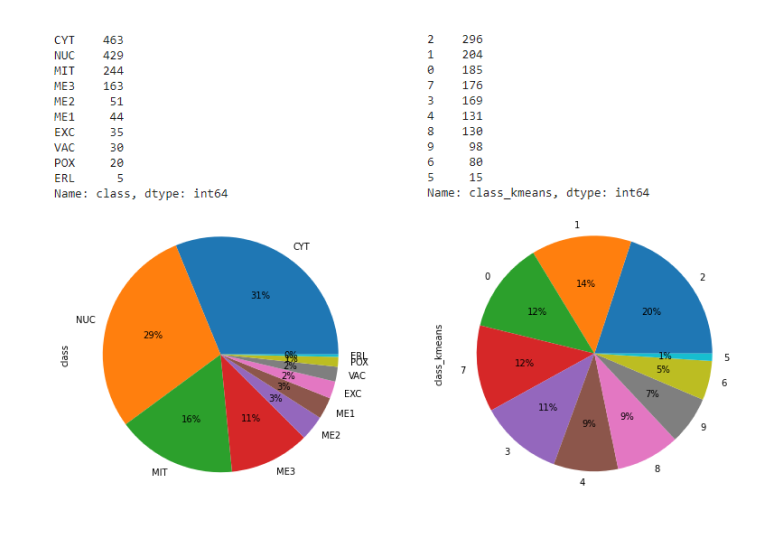 CYT 463
NUC 429
MIT 244
ME3 163
ME2 51
ME1 44
EXC 35
VAC 30
POX 20
ERL 5
Name: class, dtype: int64
2 296
1 204
0 185
7 176
3 169
4 131
8 130
9 98
6 80
5 15
Name: class_kmeans, dtype: int64
class
CYT
31%
NUC
29%
MIT
16%
ME3
11%
ME2
3%
ME1
3%
EXC
2%
VAC
2%
POX
1%
ERL
0%
class_kmeans
2
20%
1
14%
0
12%
7
12%
3
11%
4
9%
8
9%
9
7%
6
5%
5
1%